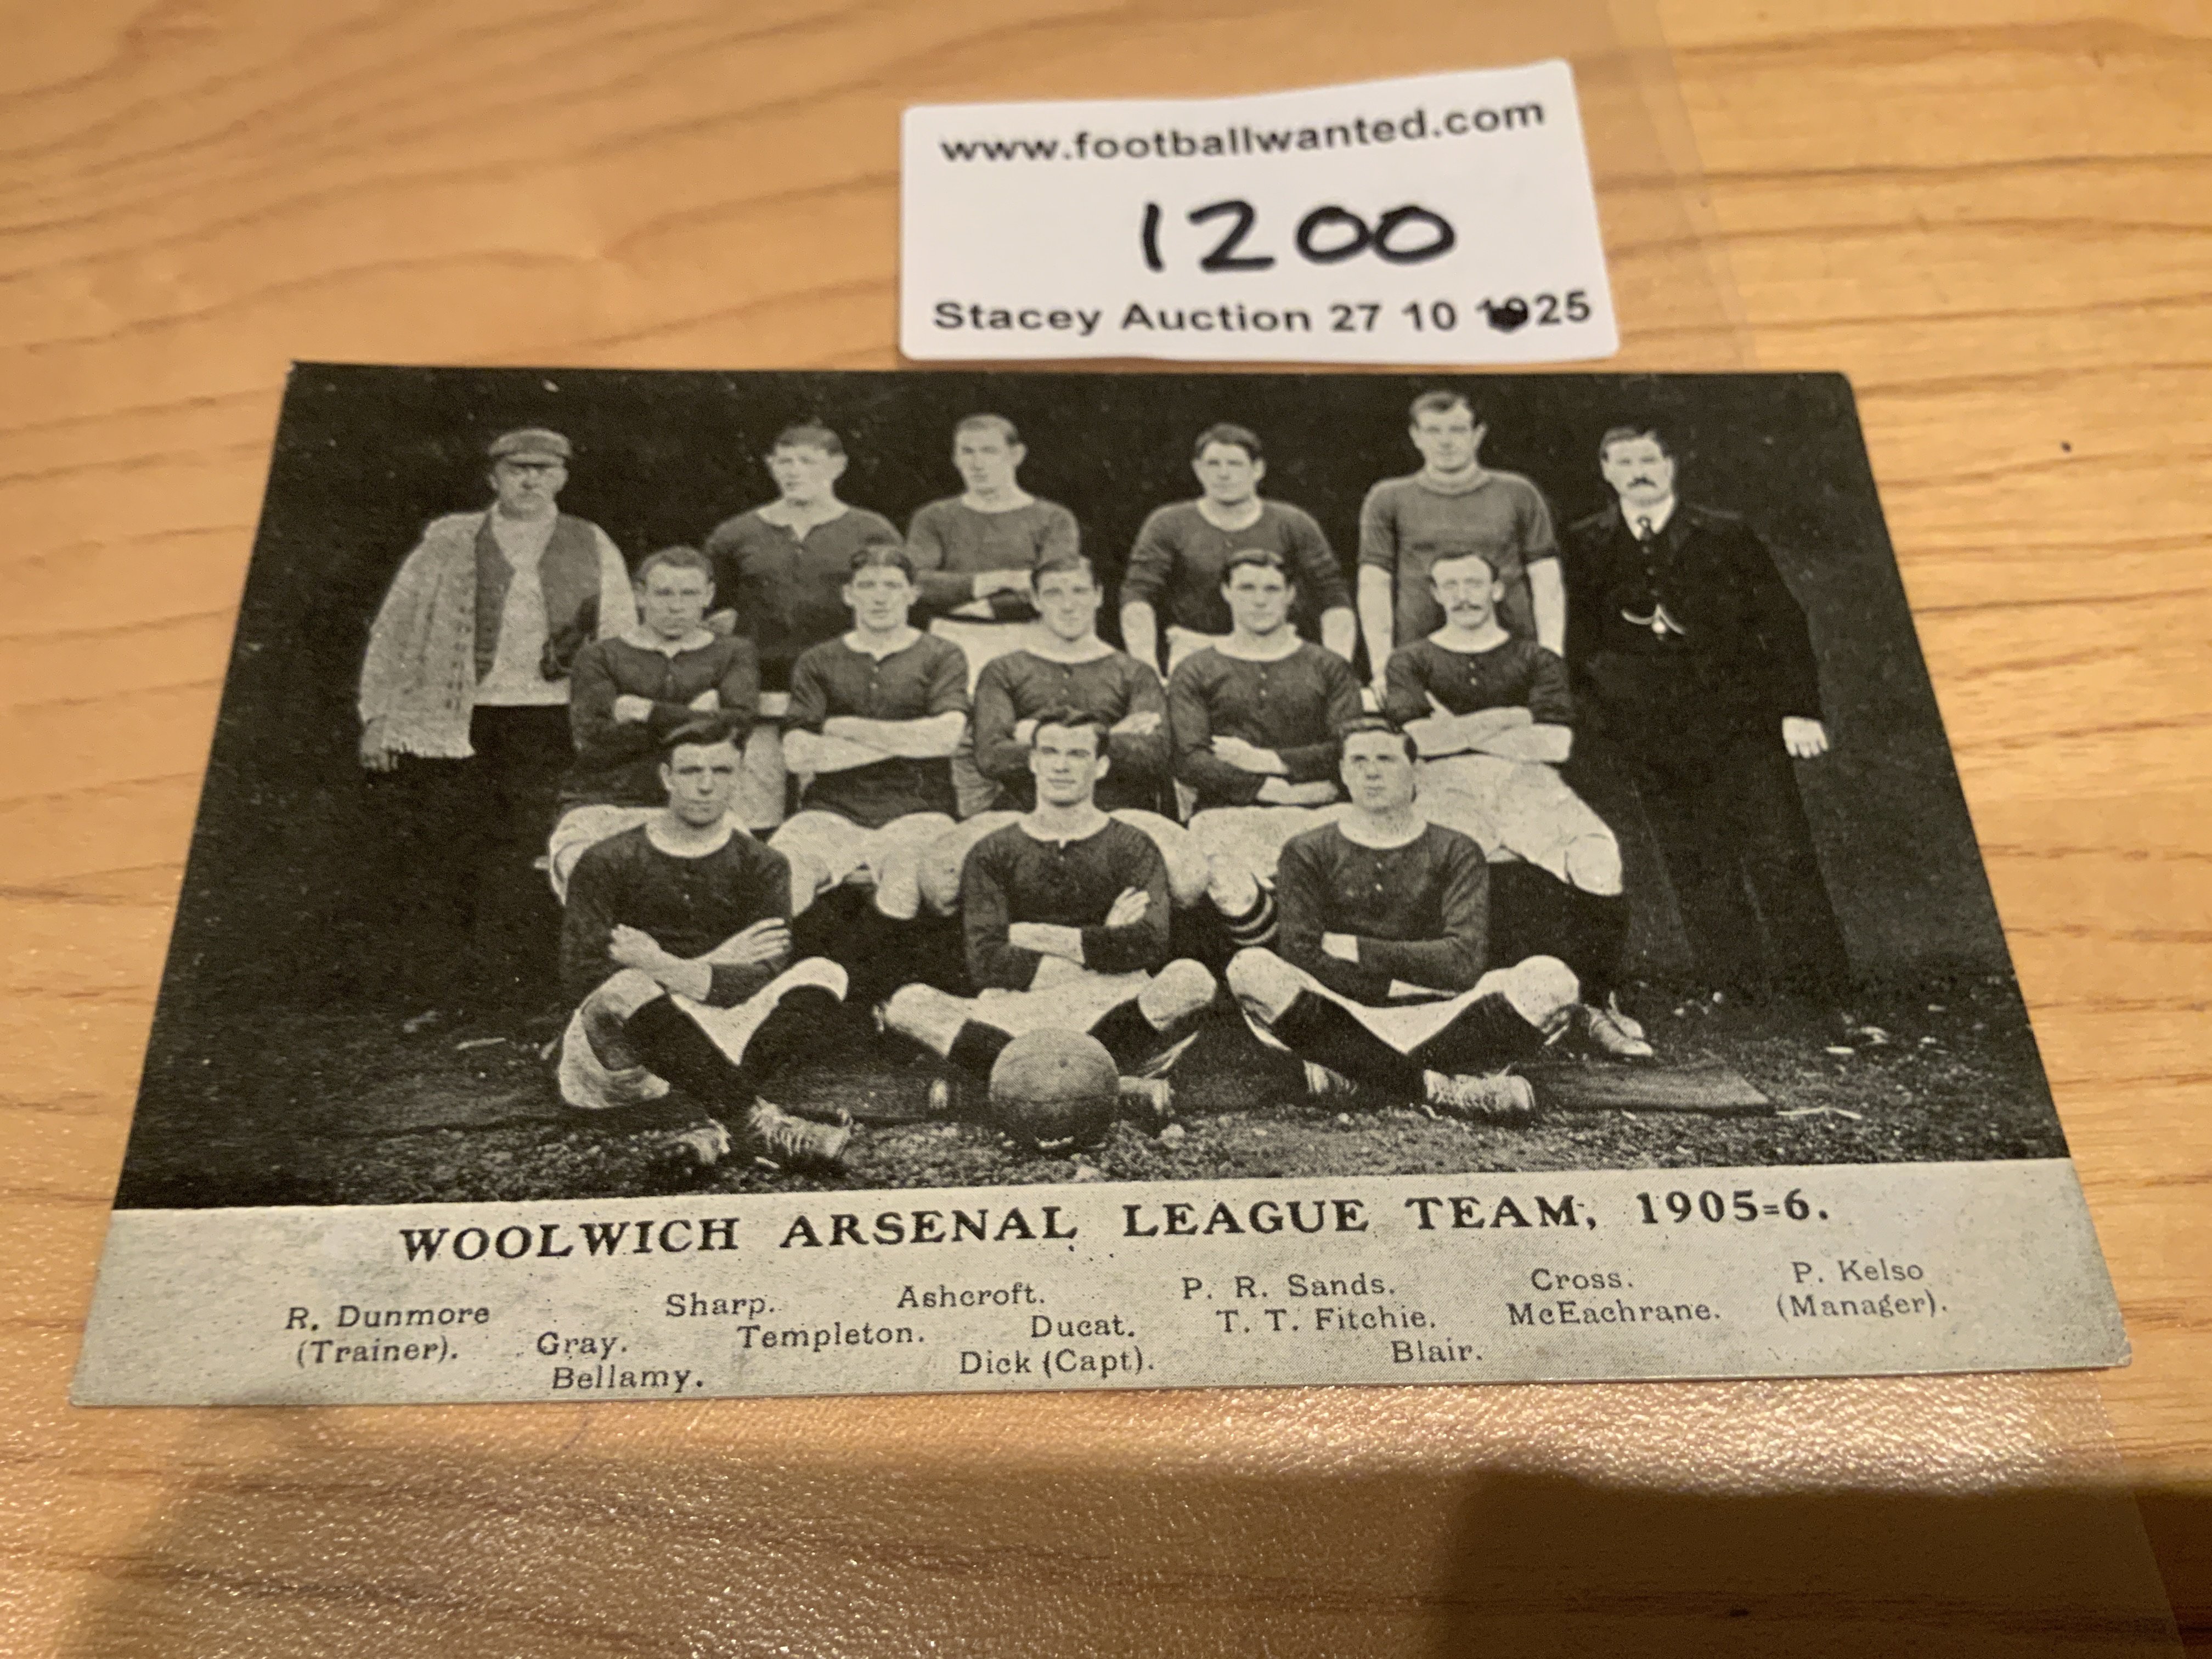 www.footballwanted.com
1200
Stacey Auction 27 10 1925
WOOLWICH ARSENAL LEAGUE TEAM, 1905=6.
R. Dunmore Sharp. Ashcroft. P. R. Sands. Cross. P. Kelso
(Trainer). Gray. Templeton. Ducat. T. T. Fitchie. McEachrane. (Manager).
Bellamy. Dick (Capt). Blair.